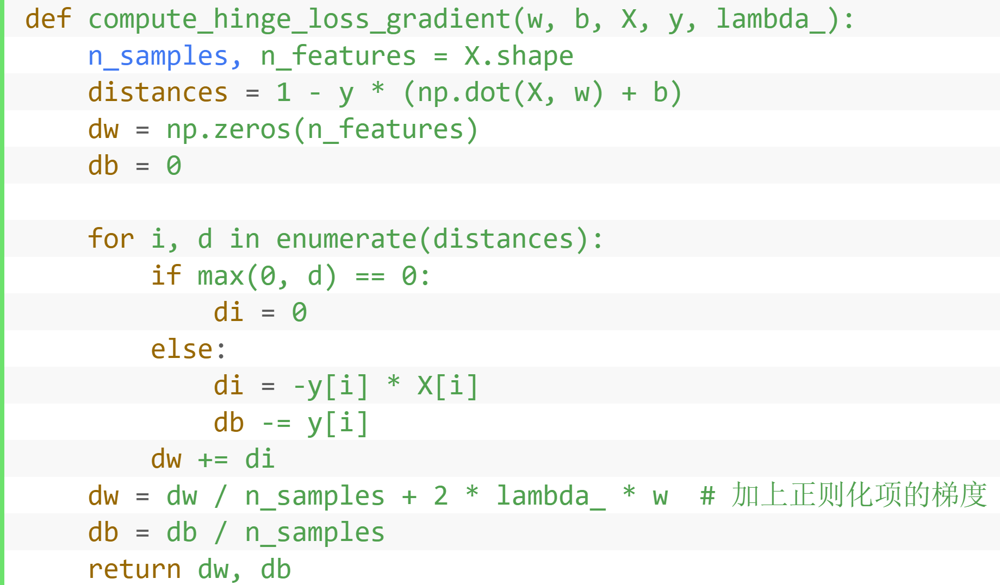 def compute_hinge_loss_gradient(w, b, X, y, lambda_):
    n_samples, n_features = X.shape
    distances = 1 - y * (np.dot(X, w) + b)
    dw = np.zeros(n_features)
    db = 0

    for i, d in enumerate(distances):
        if max(0, d) == 0:
            di = 0
        else:
            di = -y[i] * X[i]
            db -= y[i]
        dw += di
    dw = dw / n_samples + 2 * lambda_ * w  # 加上正则化项的梯度
    db = db / n_samples
    return dw, db